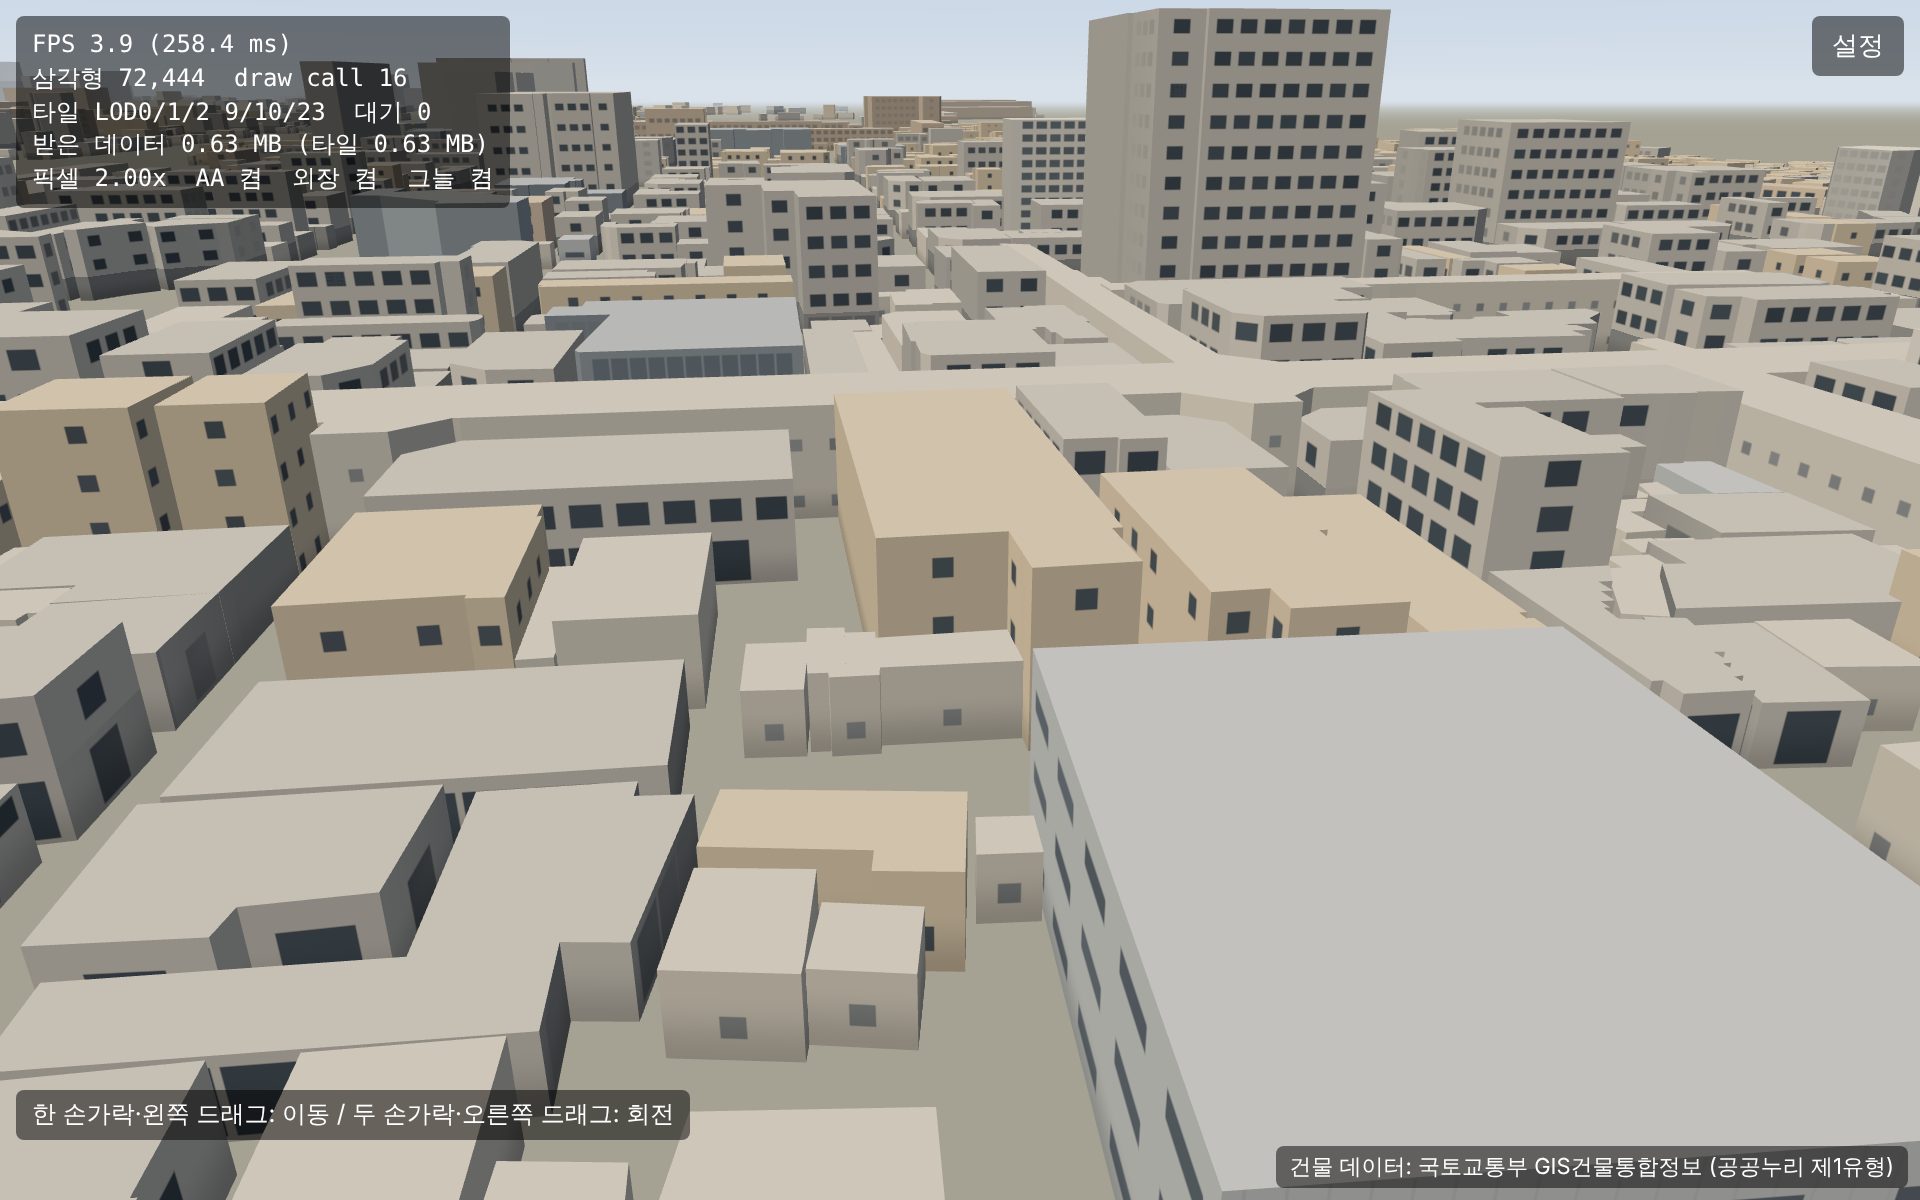 FPS 3.9 (258.4 ms)
삼각형 72,444 draw call 16
타일 LOD0/1/2 9/10/23 대기 0
받은 데이터 0.63 MB (타일 0.63 MB)
픽셀 2.00x AA 켬 외장 켬 그늘 켬
설정
한 손가락·왼쪽 드래그: 이동 / 두 손가락·오른쪽 드래그: 회전
건물 데이터: 국토교통부 GIS건물통합정보 (공공누리 제1유형)